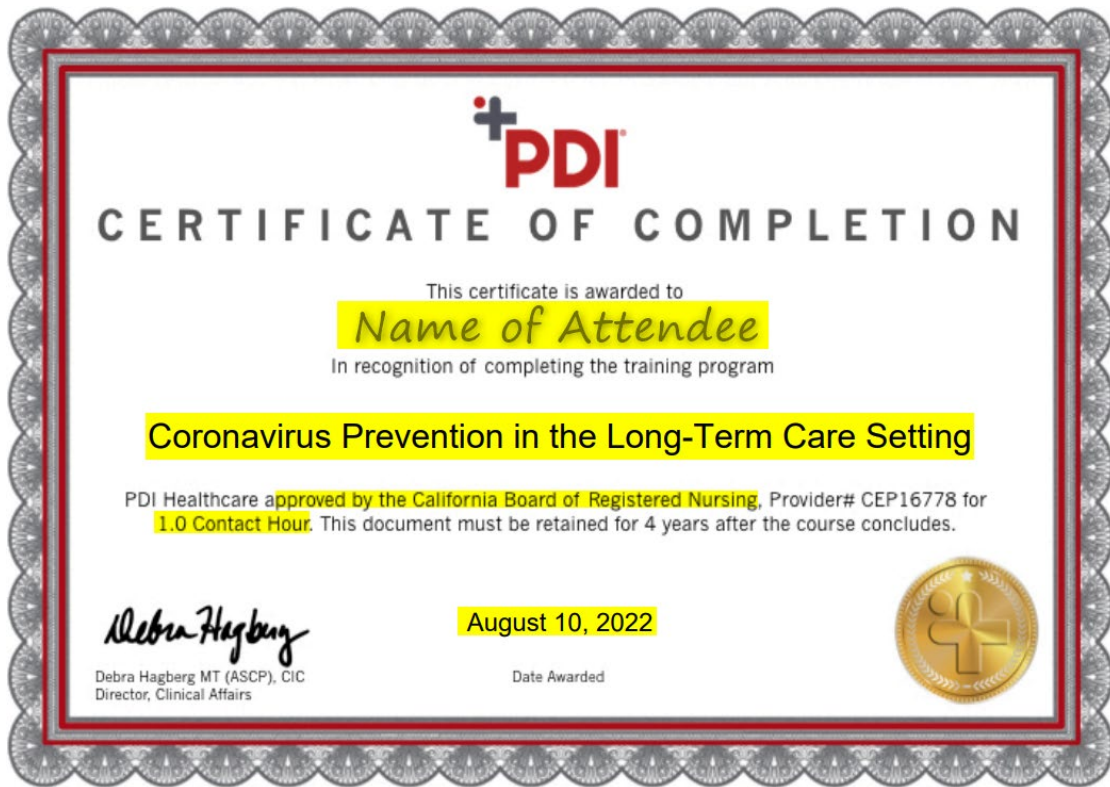 PDI
CERTIFICATE OF COMPLETION
This certificate is awarded to
Name of Attendee
In recognition of completing the training program
Coronavirus Prevention in the Long-Term Care Setting
PDI Healthcare approved by the California Board of Registered Nursing, Provider# CEP16778 for
1.0 Contact Hour. This document must be retained for 4 years after the course concludes.
Debra Hagberg
August 10, 2022
Debra Hagberg MT (ASCP), CIC
Director, Clinical Affairs
Date Awarded